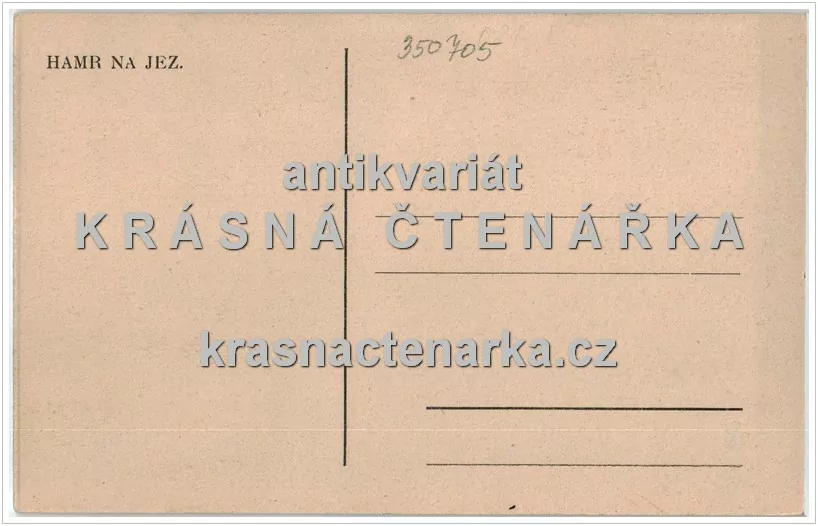 HAMR NA JEZ.
350705
antikvariát
KRÁSNÁ ČTENÁŘKA
krasnactenarka.cz